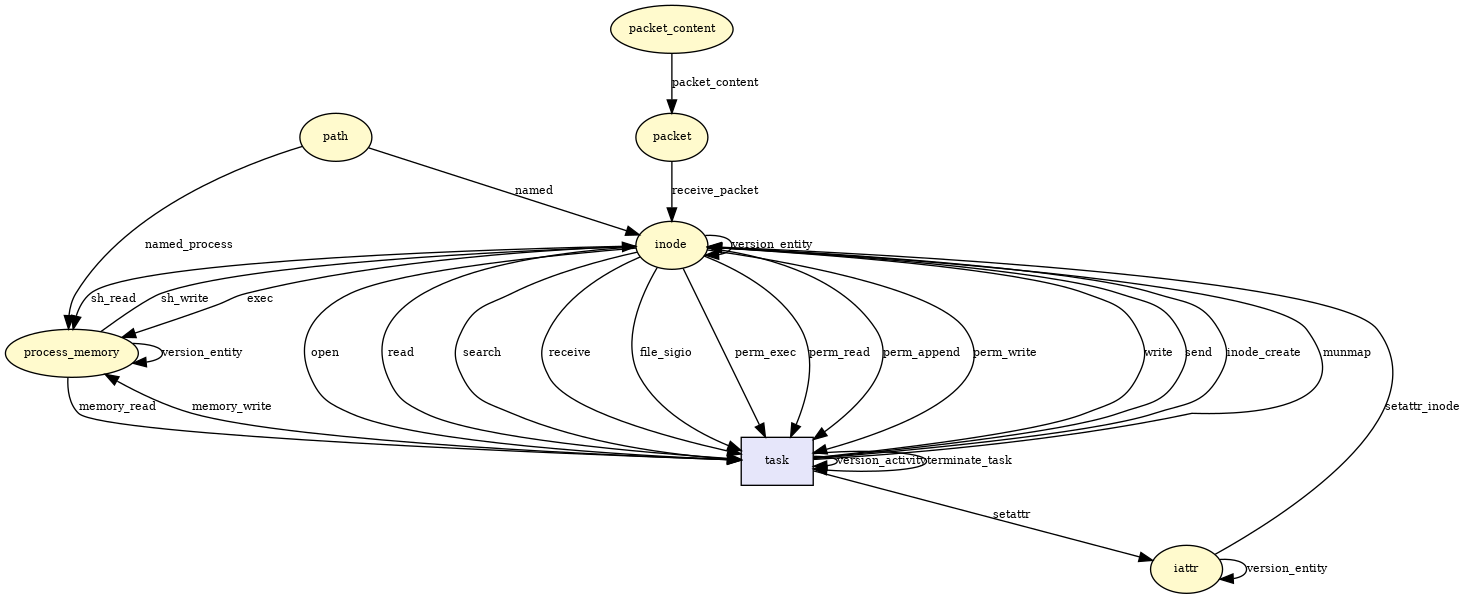 packet_content
packet_content
path
packet
named
receive_packet
named_process
inode
version_entity
sh_read
sh_write
exec
process_memory
version_entity
open
read
search
receive
file_sigio
perm_exec
perm_read
perm_append
perm_write
write
send
inode_create
munmap
memory_read
memory_write
setattr_inode
task
version_activity
terminate_task
setattr
iattr
version_entity